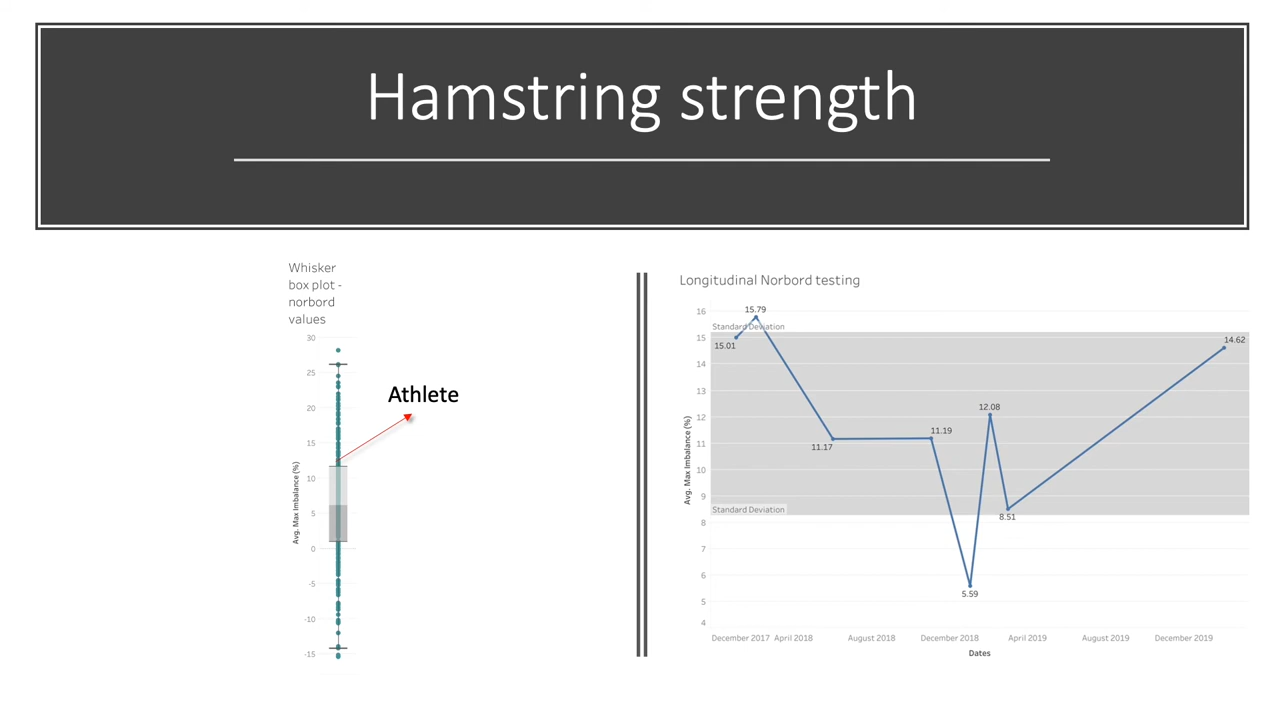 Hamstring strength
Whisker
box plot -
norbord
values
30
25
20
15
10
5
0
-5
-10
-15
Avg. Max Imbalance (%)
Athlete
Longitudinal Norbord testing
16
15
14
13
12
11
10
9
8
7
6
5
4
Avg. Max Imbalance (%)
Standard Deviation
Standard Deviation
15.01
15.79
11.17
11.19
5.59
12.08
8.51
14.62
December 2017 April 2018 August 2018 December 2018 April 2019 August 2019 December 2019
Dates